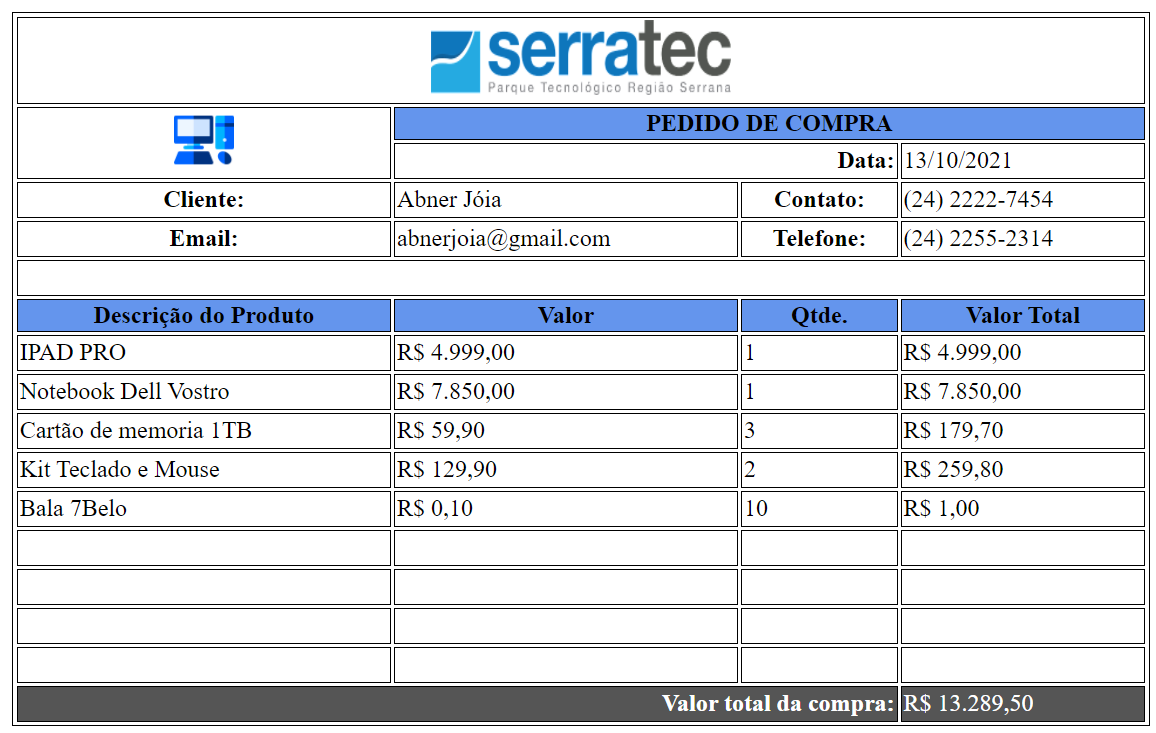 serratec
Parque Tecnológico Região Serrana
PEDIDO DE COMPRA
Data: 13/10/2021
Cliente: Abner Jóia Contato: (24) 2222-7454
Email: abnerjoia@gmail.com Telefone: (24) 2255-2314
Descrição do Produto Valor Qtde. Valor Total
IPAD PRO R$ 4.999,00 1 R$ 4.999,00
Notebook Dell Vostro R$ 7.850,00 1 R$ 7.850,00
Cartão de memoria 1TB R$ 59,90 3 R$ 179,70
Kit Teclado e Mouse R$ 129,90 2 R$ 259,80
Bala 7Belo R$ 0,10 10 R$ 1,00
Valor total da compra: R$ 13.289,50